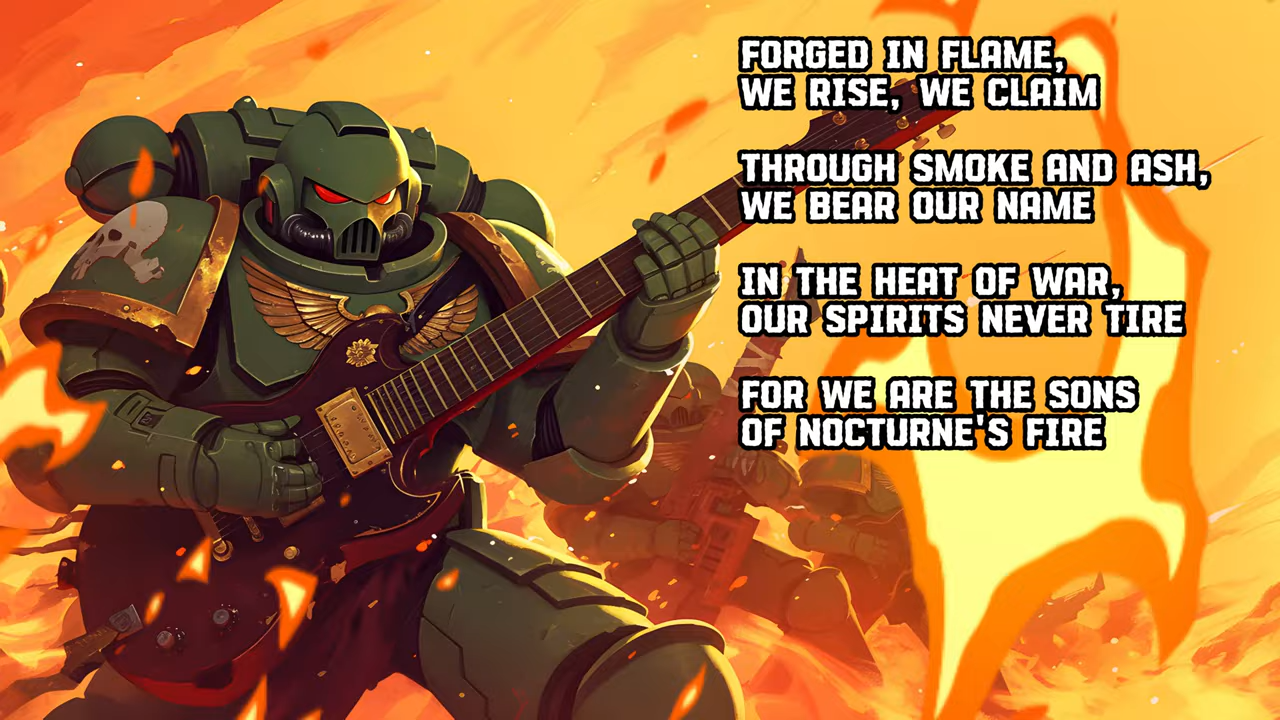 FORGED IN FLAME,
WE RISE, WE CLAIM
THROUGH SMOKE AND ASH,
WE BEAR OUR NAME
IN THE HEAT OF WAR,
OUR SPIRITS NEVER TIRE
FOR WE ARE THE SONS
OF NOCTURNE'S FIRE